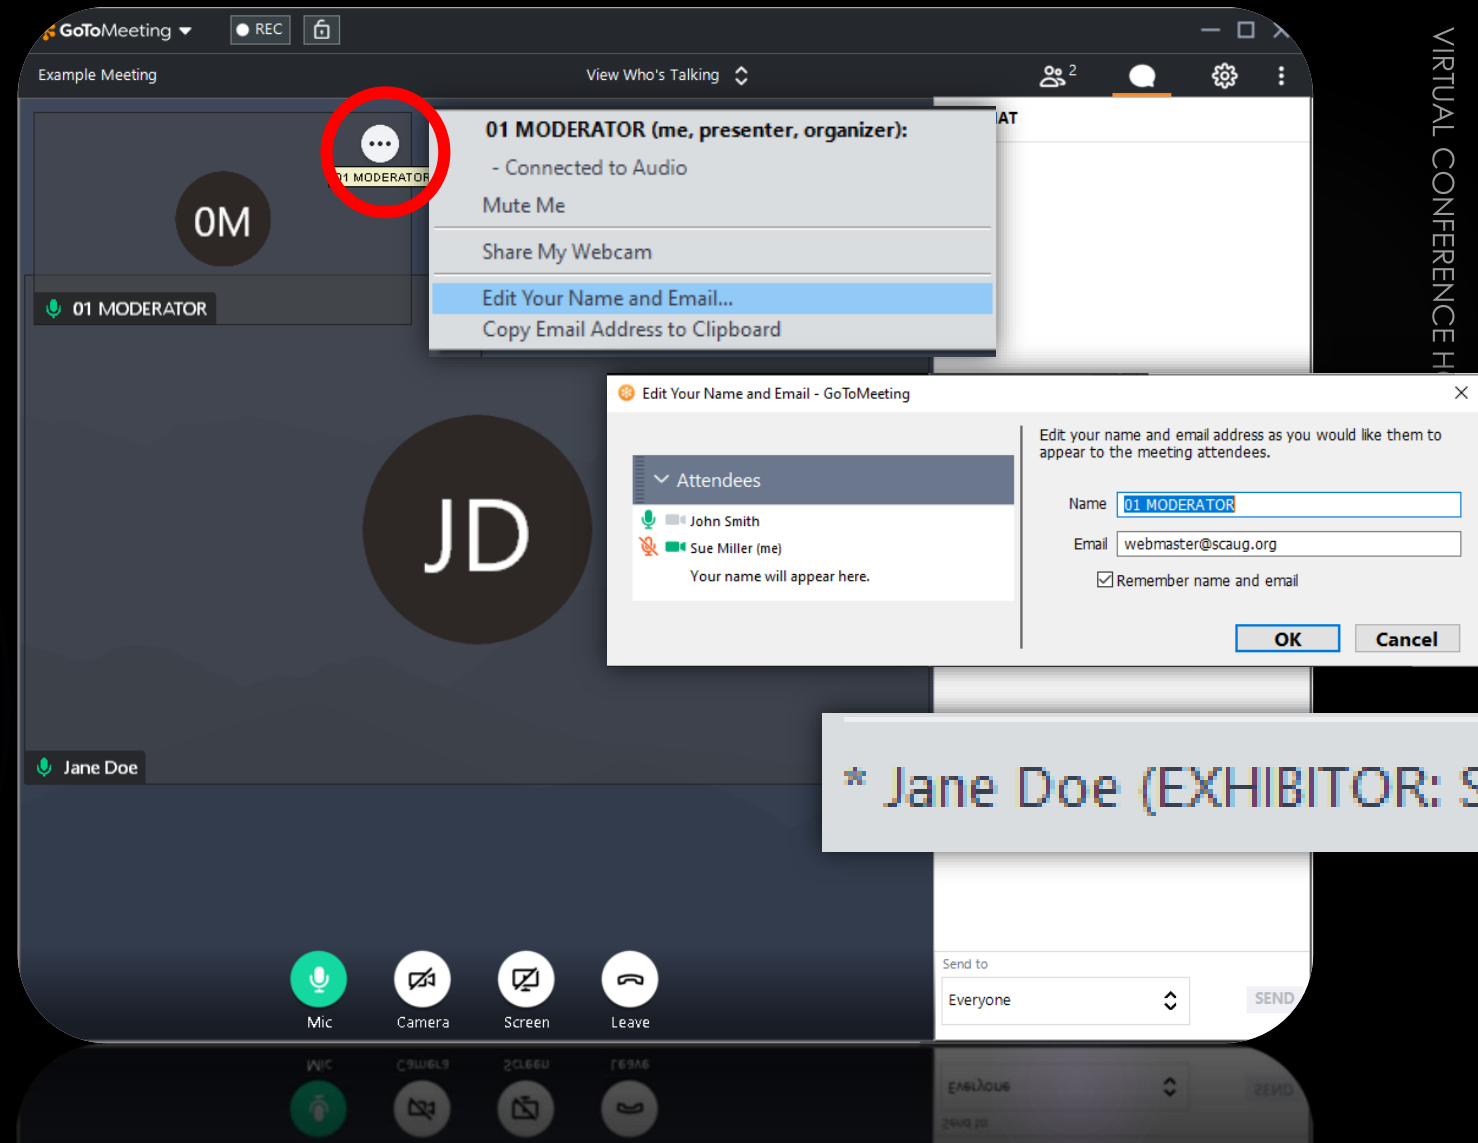 GoToMeeting
REC
Example Meeting
View Who's Talking
2
AT
01 MODERATOR (me, presenter, organizer):
- Connected to Audio
Mute Me
Share My Webcam
Edit Your Name and Email...
Copy Email Address to Clipboard
01 MODERATOR
0M
01 MODERATOR
VIRTUAL CONFERENCE H
Edit Your Name and Email - GoToMeeting
Attendees
John Smith
Sue Miller (me)
Your name will appear here.
Edit your name and email address as you would like them to
appear to the meeting attendees.
Name 01 MODERATOR
Email webmaster@scaug.org
Remember name and email
OK Cancel
JD
Jane Doe
* Jane Doe (EXHIBITOR: S
Send to
Everyone
SEND
Mic Camera Screen Leave